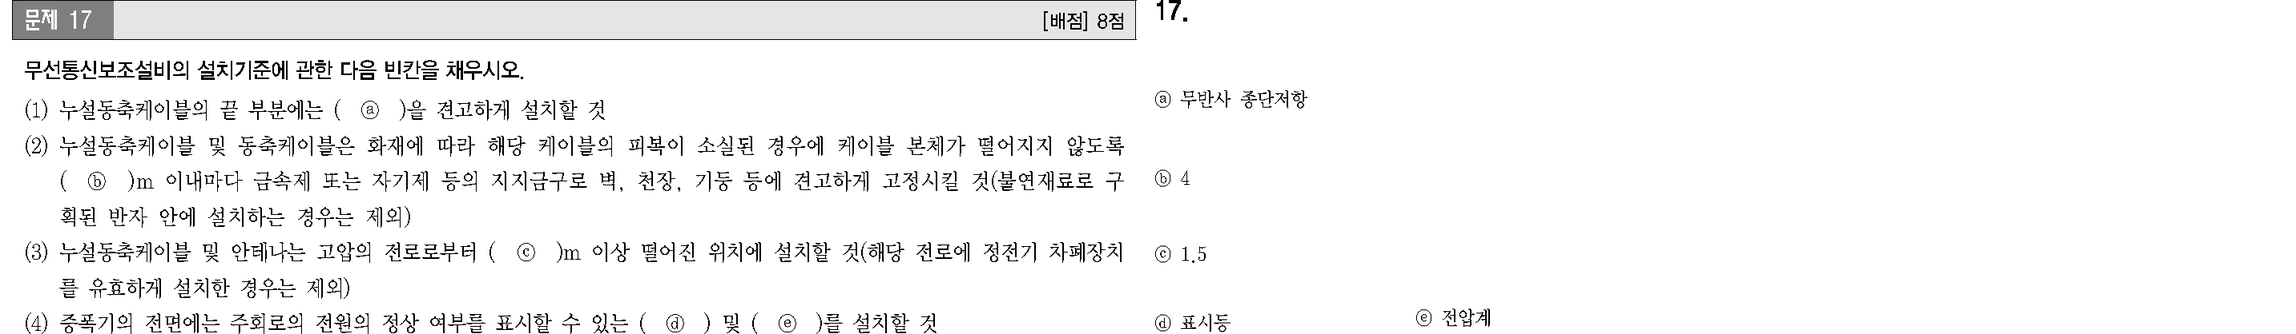 문제 17 [배점] 8점
무선통신보조설비의 설치기준에 관한 다음 빈칸을 채우시오.
(1) 누설동축케이블의 끝 부분에는 ( ⓐ )을 견고하게 설치할 것
(2) 누설동축케이블 및 동축케이블은 화재에 따라 해당 케이블의 피복이 소실된 경우에 케이블 본체가 떨어지지 않도록
( ⓑ )m 이내마다 금속제 또는 자기제 등의 지지금구로 벽, 천장, 기둥 등에 견고하게 고정시킬 것(불연재료로 구
획된 반자 안에 설치하는 경우는 제외)
(3) 누설동축케이블 및 안테나는 고압의 전로로부터 ( ⓒ )m 이상 떨어진 위치에 설치할 것(해당 전로에 정전기 차폐장치
를 유효하게 설치한 경우는 제외)
(4) 증폭기의 전면에는 주회로의 전원의 정상 여부를 표시할 수 있는 ( ⓓ ) 및 ( ⓔ )를 설치할 것
17.
ⓐ 무반사 종단저항
ⓑ 4
ⓒ 1.5
ⓓ 표시등 ⓔ 전압계